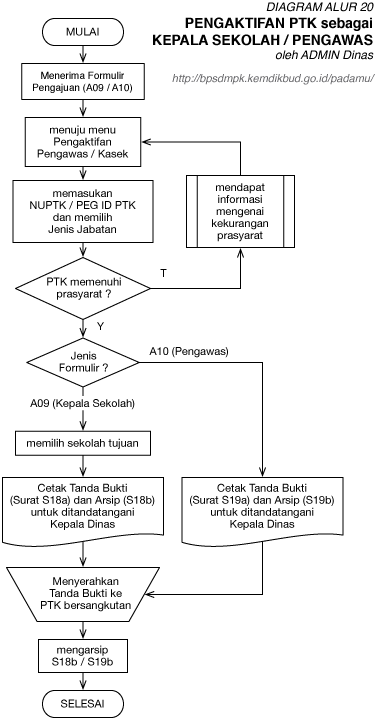 DIAGRAM ALUR 20
PENGAKTIFAN PTK sebagai
KEPALA SEKOLAH / PENGAWAS
oleh ADMIN Dinas
http://bpsdmpk.kemdikbud.go.id/padamu/
MULAI
Menerima Formulir
Pengajuan (A09 / A10)
menuju menu
Pengaktifan
Pengawas / Kasek
memasukan
NUPTK / PEG ID PTK
dan memilih
Jenis Jabatan
mendapat
informasi
mengenai
kekurangan
prasyarat
PTK memenuhi
prasyarat ?
T
Y
Jenis
Formulir ?
A10 (Pengawas)
A09 (Kepala Sekolah)
memilih sekolah tujuan
Cetak Tanda Bukti
(Surat S18a) dan Arsip (S18b)
untuk ditandatangani
Kepala Dinas
Cetak Tanda Bukti
(Surat S19a) dan Arsip (S19b)
untuk ditandatangani
Kepala Dinas
Menyerahkan
Tanda Bukti ke
PTK bersangkutan
mengarsip
S18b / S19b
SELESAI